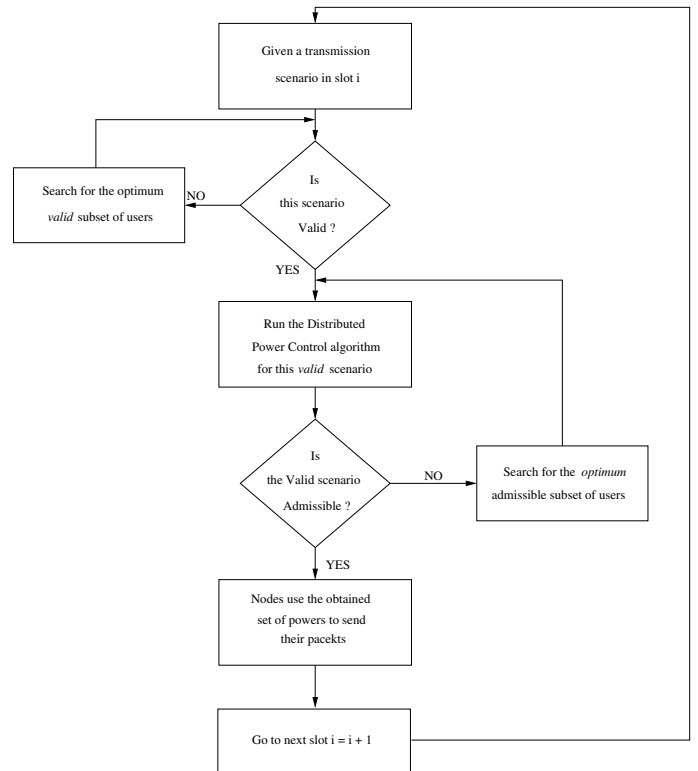 Given a transmission
scenario in slot i
Is
this scenario
Valid ?
NO
Search for the optimum
valid subset of users
YES
Run the Distributed
Power Control algorithm
for this valid scenario
Is
the Valid scenario
Admissible ?
NO
Search for the optimum
admissible subset of users
YES
Nodes use the obtained
set of powers to send
their pacekts
Go to next slot i = i + 1